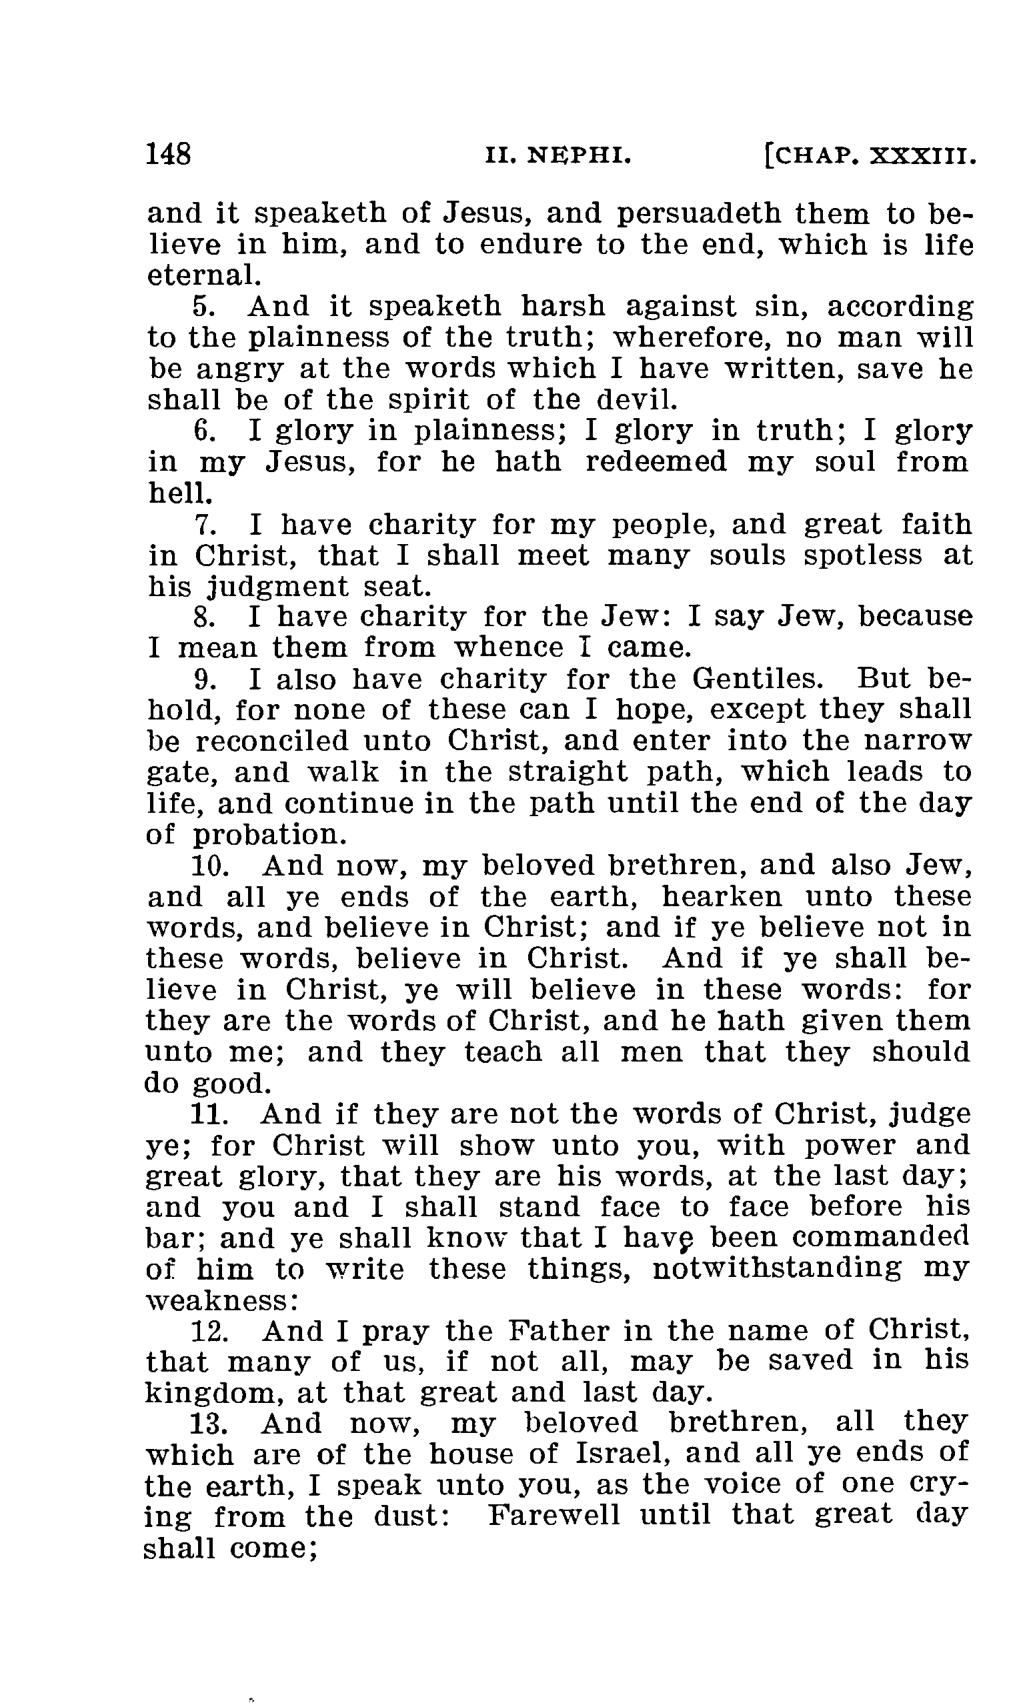 148 II. NEPHI. [CHAP. XXXIII.
and it speaketh of Jesus, and persuadeth them to be-
lieve in him, and to endure to the end, which is life
eternal.
5. And it speaketh harsh against sin, according
to the plainness of the truth; wherefore, no man will
be angry at the words which I have written, save he
shall be of the spirit of the devil.
6. I glory in plainness; I glory in truth; I glory
in my Jesus, for he hath redeemed my soul from
hell.
7. I have charity for my people, and great faith
in Christ, that I shall meet many souls spotless at
his judgment seat.
8. I have charity for the Jew: I say Jew, because
I mean them from whence I came.
9. I also have charity for the Gentiles. But be-
hold, for none of these can I hope, except they shall
be reconciled unto Christ, and enter into the narrow
gate, and walk in the straight path, which leads to
life, and continue in the path until the end of the day
of probation.
10. And now, my beloved brethren, and also Jew,
and all ye ends of the earth, hearken unto these
words, and believe in Christ; and if ye believe not in
these words, believe in Christ. And if ye shall be-
lieve in Christ, ye will believe in these words: for
they are the words of Christ, and he hath given them
unto me; and they teach all men that they should
do good.
11. And if they are not the words of Christ, judge
ye; for Christ will show unto you, with power and
great glory, that they are his words, at the last day;
and you and I shall stand face to face before his
bar; and ye shall know that I have been commanded
of him to write these things, notwithstanding my
weakness:
12. And I pray the Father in the name of Christ,
that many of us, if not all, may be saved in his
kingdom, at that great and last day.
13. And now, my beloved brethren, all they
which are of the house of Israel, and all ye ends of
the earth, I speak unto you, as the voice of one cry-
ing from the dust: Farewell until that great day
shall come;